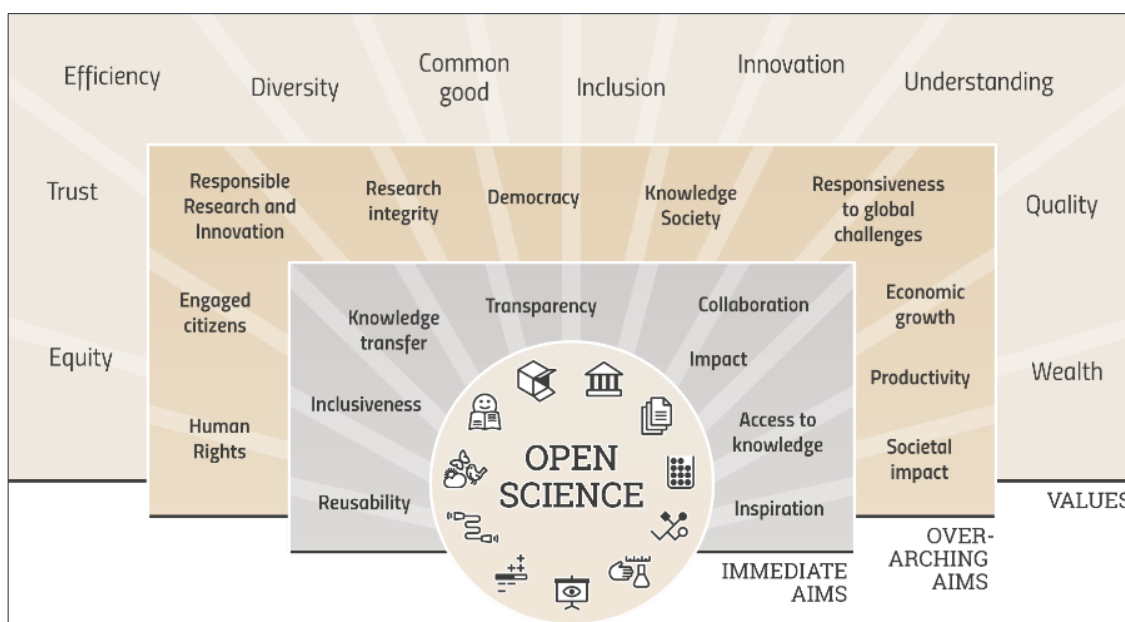 Efficiency
Diversity
Common
good
Inclusion
Innovation
Understanding
Trust
Equity
Quality
Wealth
VALUES
Responsible
Research and
Innovation
Research
integrity
Democracy
Knowledge
Society
Responsiveness
to global
challenges
Engaged
citizens
Human
Rights
Economic
growth
Productivity
Societal
impact
OVER-
ARCHING
AIMS
Knowledge
transfer
Transparency
Collaboration
Impact
Inclusiveness
Access to
knowledge
Reusability
Inspiration
IMMEDIATE
AIMS
OPEN
SCIENCE